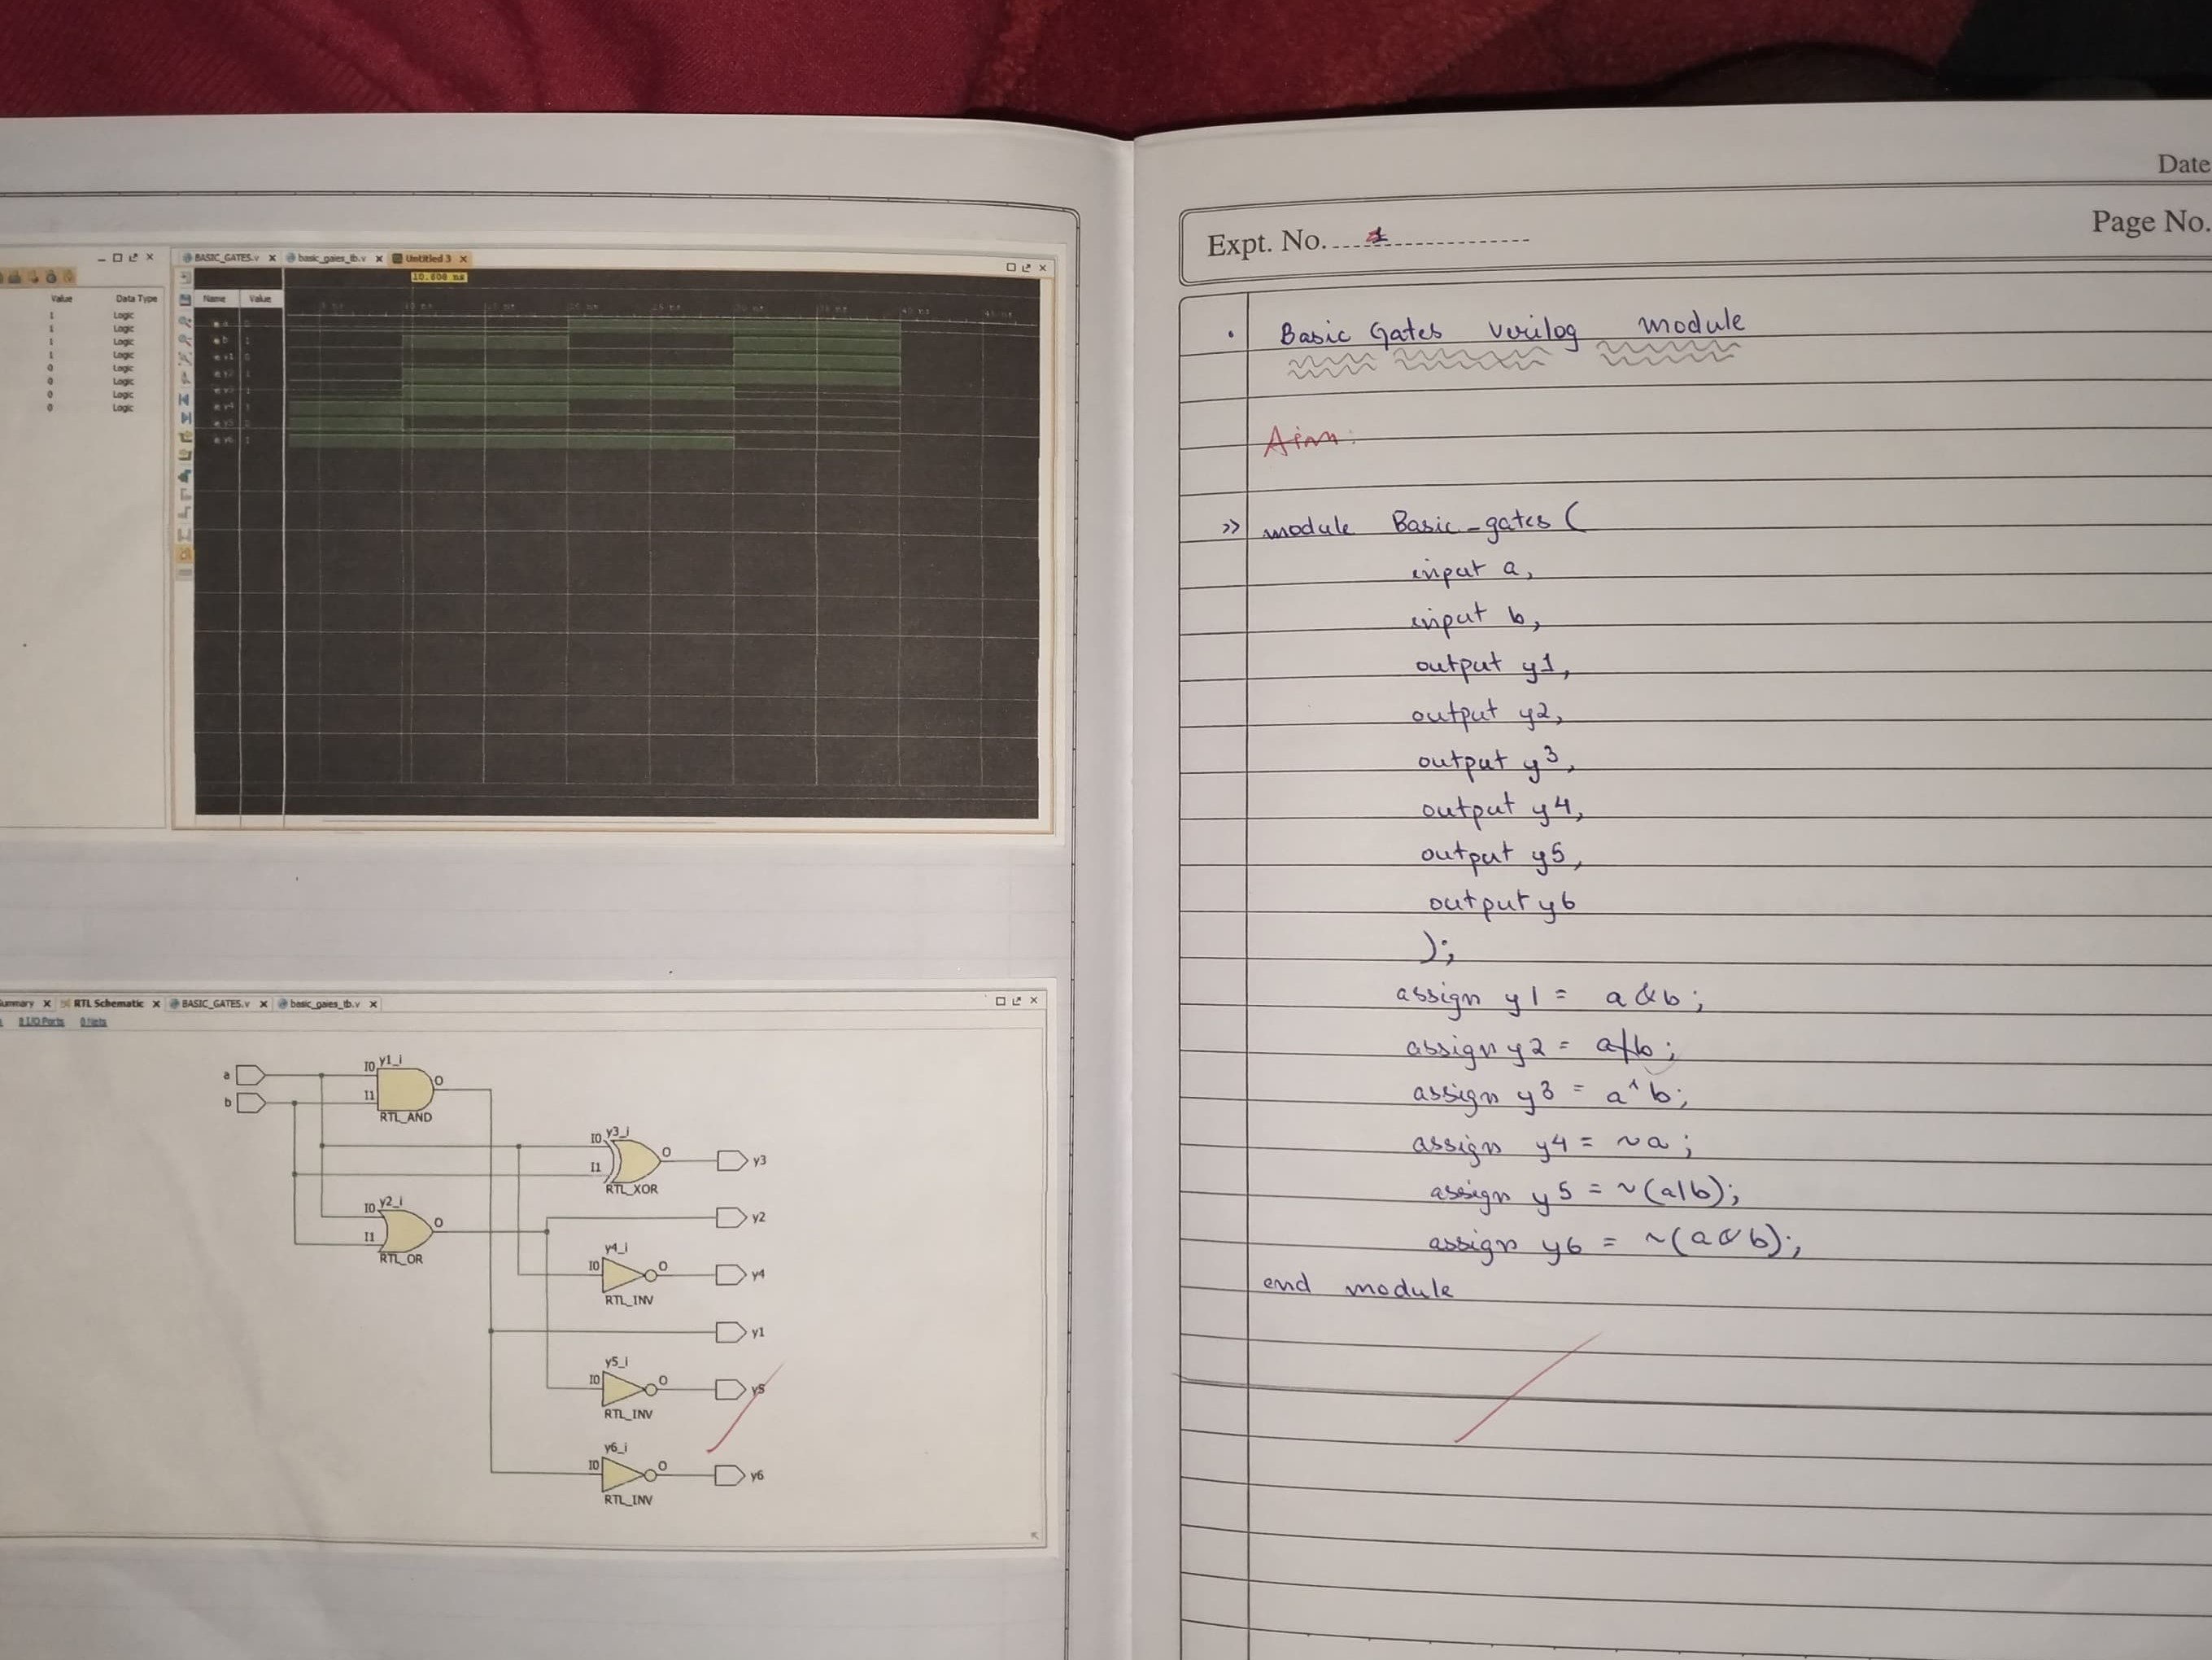 Value Data Type
1 Logic
1 Logic
1 Logic
1 Logic
0 Logic
0 Logic
0 Logic
0 Logic
BASIC_GATES.v basic_gates_tb.v Untitled 3
10.800 ns
Name Value
RTL Schematic BASIC_GATES.v basic_gates_tb.v
8 I/O Ports 0 Nets
a
b
I0 y1_i O
I1
RTL_AND
I0 y3_i O y3
I1
RTL_XOR
I0 y2_i O y2
I1
RTL_OR
y4_i
I0 O y4
RTL_INV
y1
y5_i
I0 O y5
RTL_INV
y6_i
I0 O y6
RTL_INV
Date
Page No.
Expt. No. 1
Basic Gates Verilog module
Aim:
>> module Basic_gates (
input a,
input b,
output y1,
output y2,
output y3,
output y4,
output y5,
output y6
);
assign y1 = a & b;
assign y2 = a|b;
assign y3 = a^b;
assign y4 = ~a;
assign y5 = ~(a|b);
assign y6 = ~(a&b);
end module